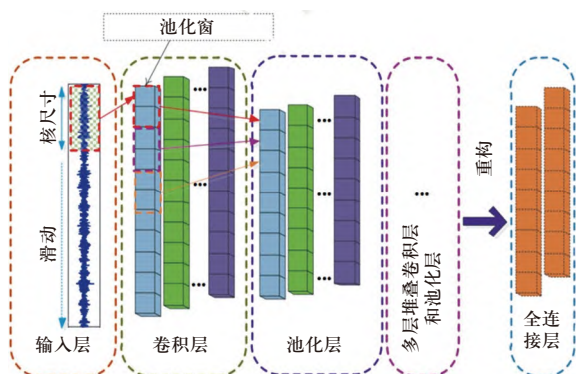 池化窗
核尺寸
滑动
输入层
卷积层
池化层
多层堆叠卷积层
和池化层
重构
全连
接层